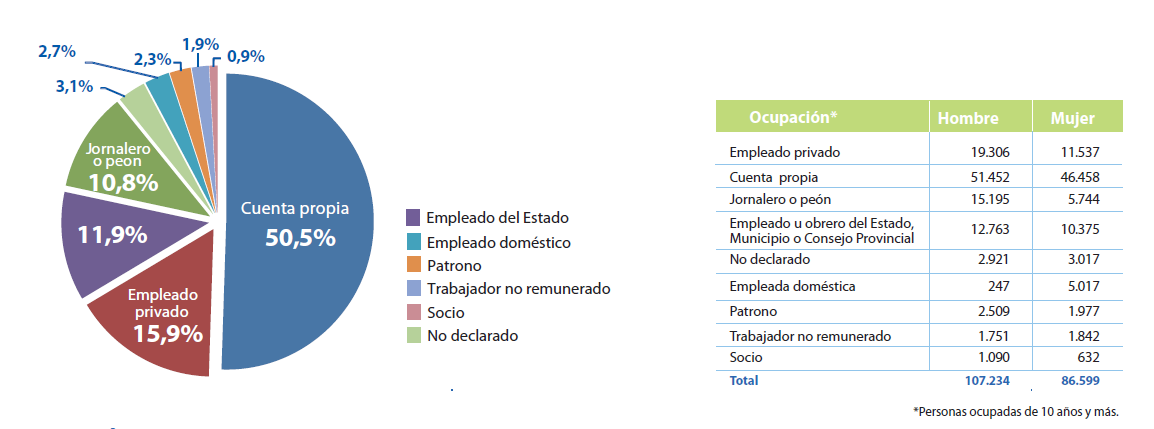 1,9%
2,7%
2,3%
0,9%
3,1%
Jornalero
o peon
10,8%
Cuenta propia
50,5%
11,9%
Empleado
privado
15,9%
Empleado del Estado
Empleado doméstico
Patrono
Trabajador no remunerado
Socio
No declarado
Ocupación* Hombre Mujer
Empleado privado 19.306 11.537
Cuenta propia 51.452 46.458
Jornalero o peón 15.195 5.744
Empleado u obrero del Estado,
Municipio o Consejo Provincial 12.763 10.375
No declarado 2.921 3.017
Empleada doméstica 247 5.017
Patrono 2.509 1.977
Trabajador no remunerado 1.751 1.842
Socio 1.090 632
Total 107.234 86.599
*Personas ocupadas de 10 años y más.